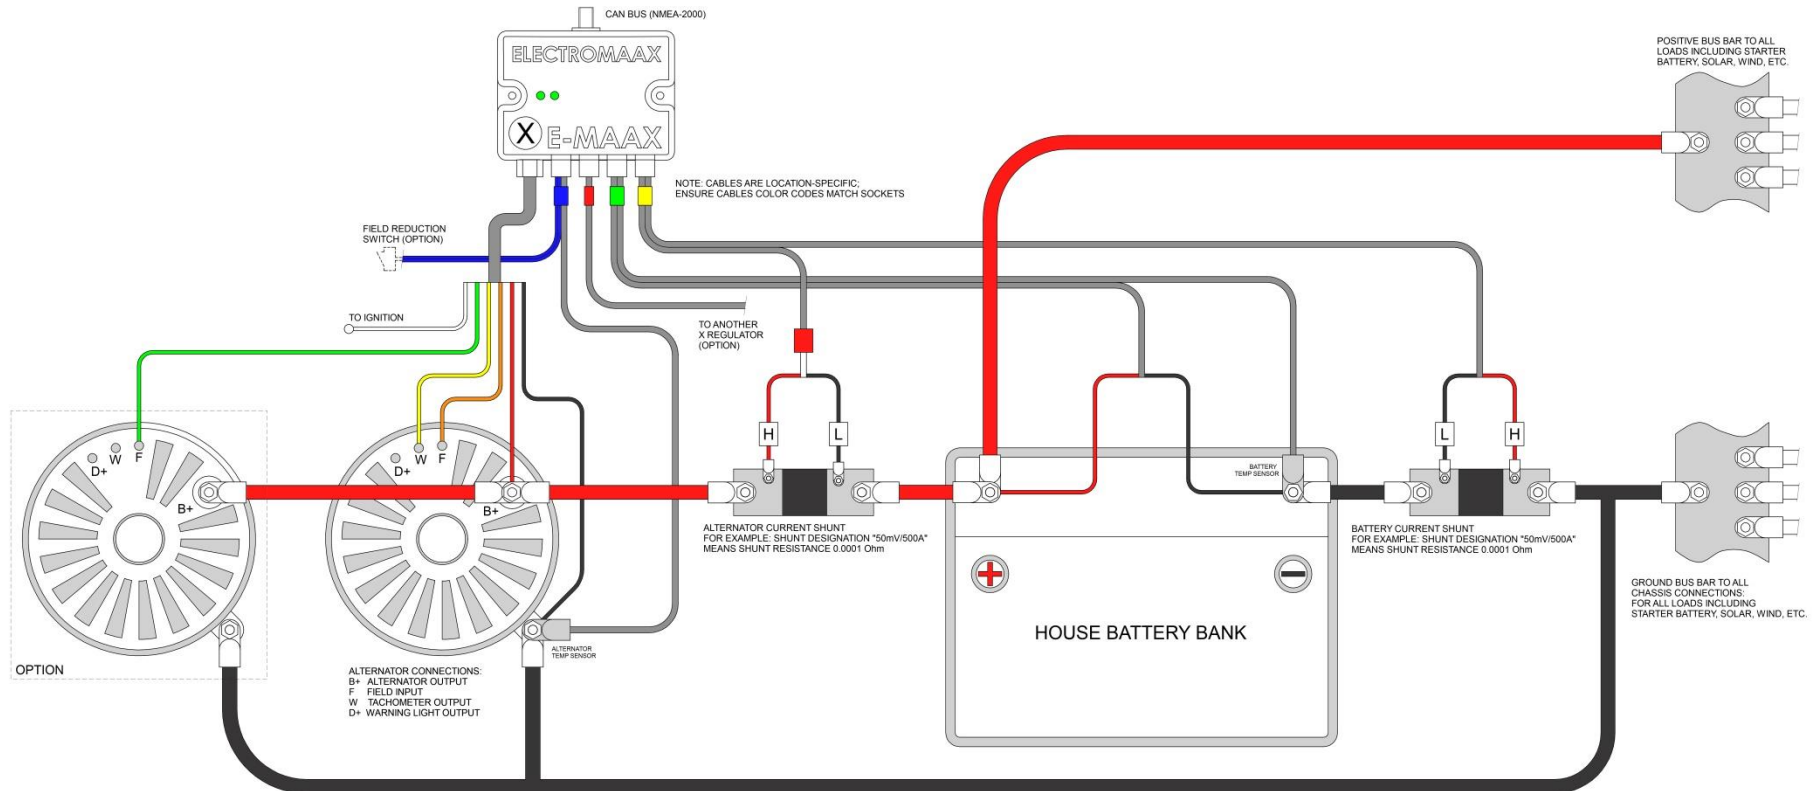 CAN BUS (NMEA-2000)
ELECTROMAAX
X E-MAAX
POSITIVE BUS BAR TO ALL
LOADS INCLUDING STARTER
BATTERY, SOLAR, WIND, ETC.
NOTE: CABLES ARE LOCATION-SPECIFIC;
ENSURE CABLES COLOR CODES MATCH SOCKETS
FIELD REDUCTION
SWITCH (OPTION)
TO IGNITION
TO ANOTHER
X REGULATOR
(OPTION)
D+
W
F
B+
OPTION
D+
W
F
B+
H
L
L
H
BATTERY
TEMP SENSOR
ALTERNATOR CURRENT SHUNT
FOR EXAMPLE: SHUNT DESIGNATION "50mV/500A"
MEANS SHUNT RESISTANCE 0.0001 Ohm
BATTERY CURRENT SHUNT
FOR EXAMPLE: SHUNT DESIGNATION "50mV/500A"
MEANS SHUNT RESISTANCE 0.0001 Ohm
HOUSE BATTERY BANK
GROUND BUS BAR TO ALL
CHASSIS CONNECTIONS:
FOR ALL LOADS INCLUDING
STARTER BATTERY, SOLAR, WIND, ETC.
ALTERNATOR
TEMP SENSOR
ALTERNATOR CONNECTIONS:
B+ ALTERNATOR OUTPUT
F FIELD INPUT
W TACHOMETER OUTPUT
D+ WARNING LIGHT OUTPUT